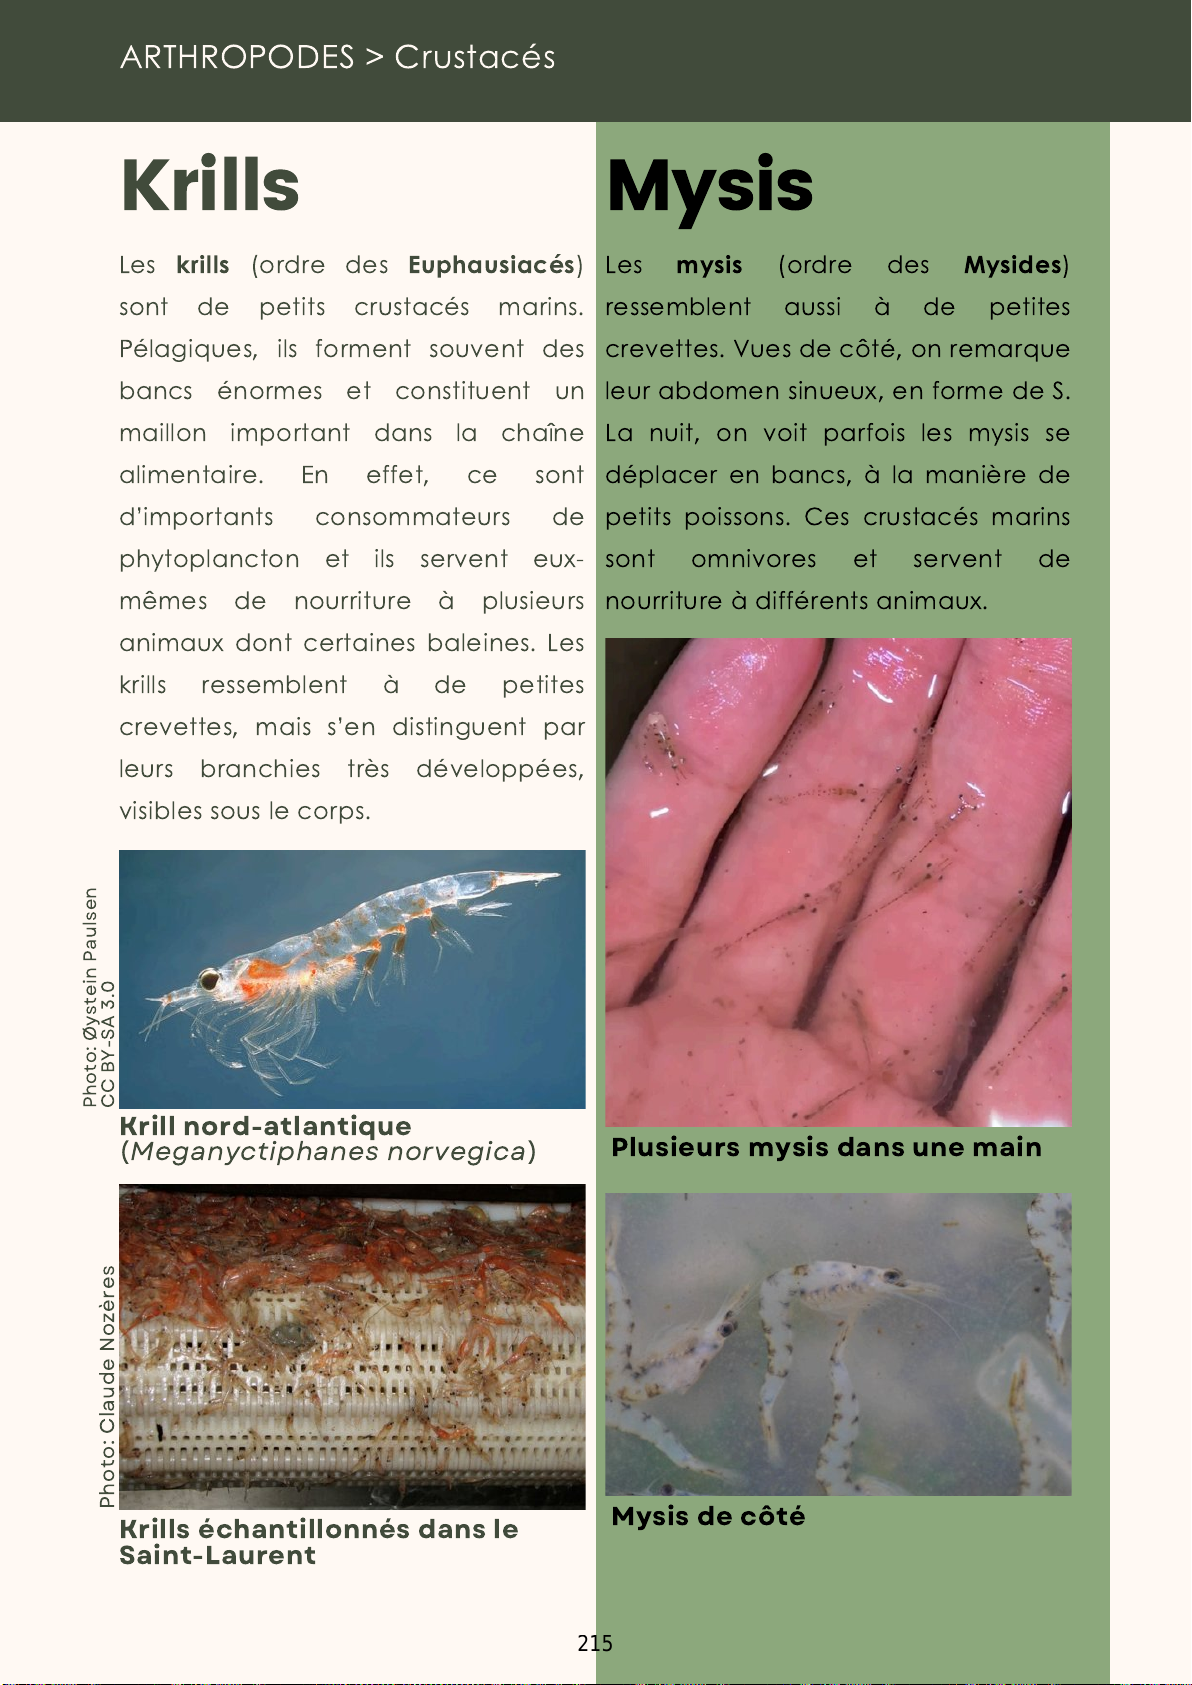 ARTHROPODES > Crustacés
Krills
Les krills (ordre des Euphausiacés)
sont de petits crustacés marins.
Pélagiques, ils forment souvent des
bancs énormes et constituent un
maillon important dans la chaîne
alimentaire. En effet, ce sont
d’importants consommateurs de
phytoplancton et ils servent eux-
mêmes de nourriture à plusieurs
animaux dont certaines baleines. Les
krills ressemblent à de petites
crevettes, mais s’en distinguent par
leurs branchies très développées,
visibles sous le corps.
Photo: Øystein Paulsen
CC BY-SA 3.0
Krill nord-atlantique
(Meganyctiphanes norvegica)
Photo: Claude Nozères
Krills échantillonnés dans le
Saint-Laurent
Mysis
Les mysis (ordre des Mysides)
ressemblent aussi à de petites
crevettes. Vues de côté, on remarque
leur abdomen sinueux, en forme de S.
La nuit, on voit parfois les mysis se
déplacer en bancs, à la manière de
petits poissons. Ces crustacés marins
sont omnivores et servent de
nourriture à différents animaux.
Plusieurs mysis dans une main
Mysis de côté
215